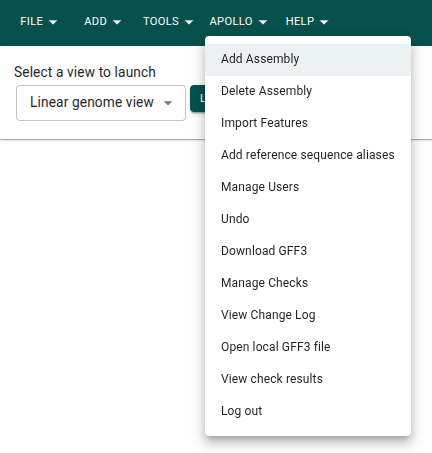 FILE ADD TOOLS APOLLO HELP
Select a view to launch
Linear genome view L
Add Assembly
Delete Assembly
Import Features
Add reference sequence aliases
Manage Users
Undo
Download GFF3
Manage Checks
View Change Log
Open local GFF3 file
View check results
Log out